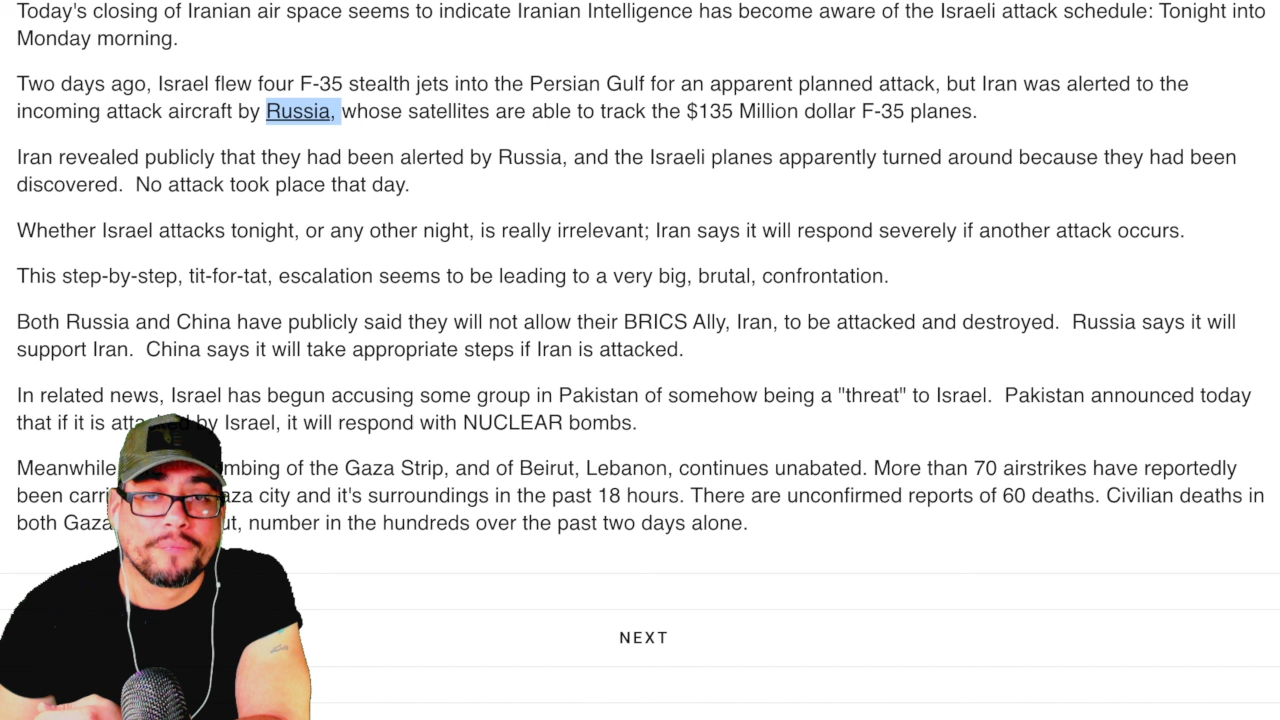 Today's closing of Iranian air space seems to indicate Iranian Intelligence has become aware of the Israeli attack schedule: Tonight into
Monday morning.
Two days ago, Israel flew four F-35 stealth jets into the Persian Gulf for an apparent planned attack, but Iran was alerted to the
incoming attack aircraft by Russia, whose satellites are able to track the $135 Million dollar F-35 planes.
Iran revealed publicly that they had been alerted by Russia, and the Israeli planes apparently turned around because they had been
discovered.  No attack took place that day.
Whether Israel attacks tonight, or any other night, is really irrelevant; Iran says it will respond severely if another attack occurs.
This step-by-step, tit-for-tat, escalation seems to be leading to a very big, brutal, confrontation.
Both Russia and China have publicly said they will not allow their BRICS Ally, Iran, to be attacked and destroyed.  Russia says it will
support Iran.  China says it will take appropriate steps if Iran is attacked.
In related news, Israel has begun accusing some group in Pakistan of somehow being a "threat" to Israel.  Pakistan announced today
that if it is by Israel, it will respond with NUCLEAR bombs.
Meanwhile of the Gaza Strip, and of Beirut, Lebanon, continues unabated. More than 70 airstrikes have reportedly
been city and it's surroundings in the past 18 hours. There are unconfirmed reports of 60 deaths. Civilian deaths in
both Gaza number in the hundreds over the past two days alone.
NEXT